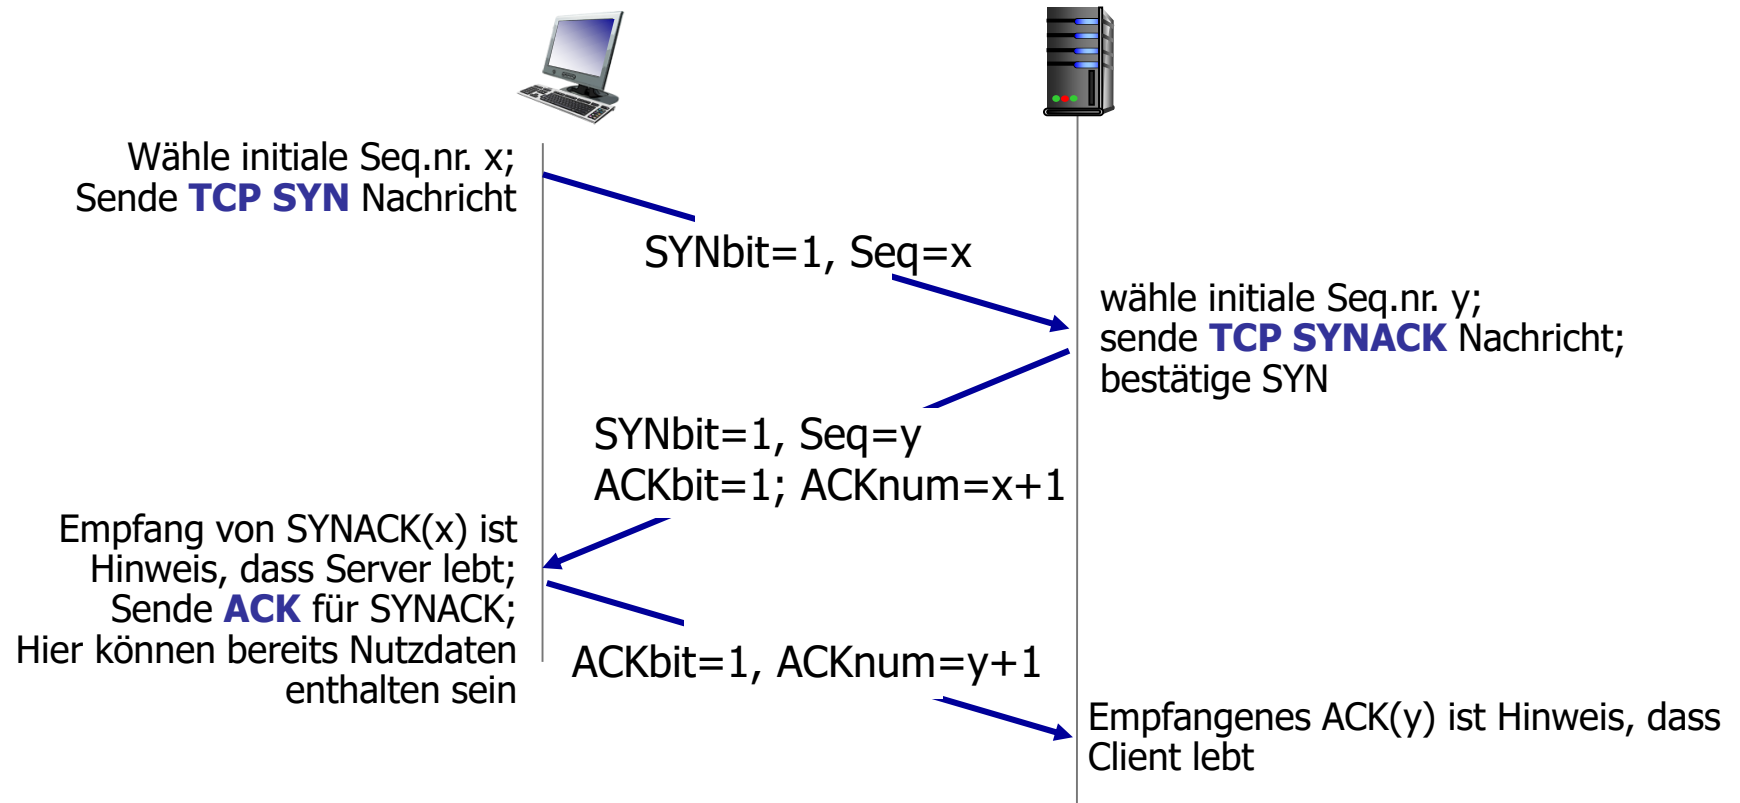 Wähle initiale Seq.nr. x;
Sende TCP SYN Nachricht
SYNbit=1, Seq=x
wähle initiale Seq.nr. y;
sende TCP SYNACK Nachricht;
bestätige SYN
SYNbit=1, Seq=y
ACKbit=1; ACKnum=x+1
Empfang von SYNACK(x) ist
Hinweis, dass Server lebt;
Sende ACK für SYNACK;
Hier können bereits Nutzdaten
enthalten sein
ACKbit=1, ACKnum=y+1
Empfangenes ACK(y) ist Hinweis, dass
Client lebt